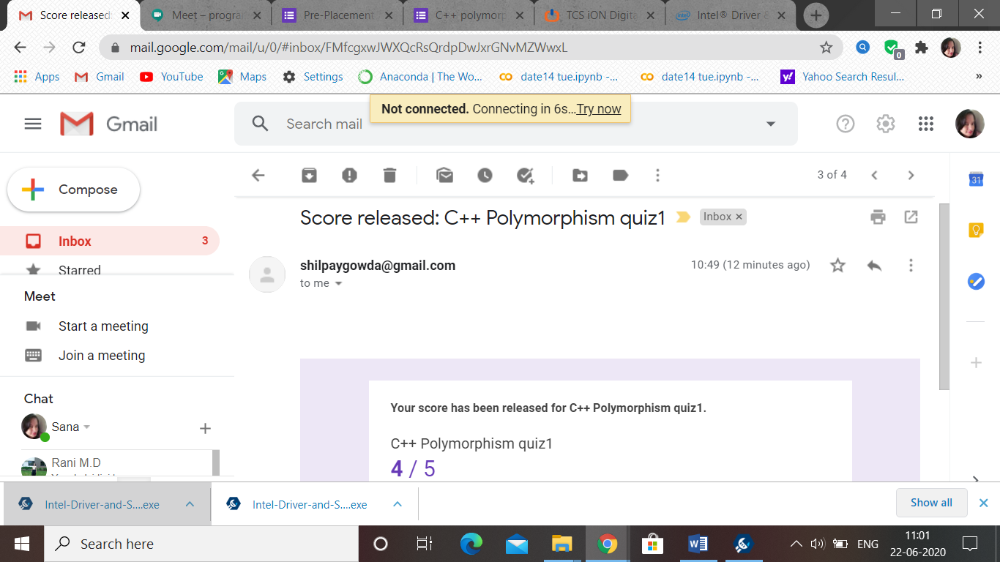 Score released:
Meet – progra
Pre-Placement
C++ polymorp
TCS iON Digita
Intel® Driver &
mail.google.com/mail/u/0/#inbox/FMfcgxwJWXQcRsQrdpDwJxrGNvMZWwxL
0
Apps
Gmail
YouTube
Maps
Settings
Anaconda | The Wo...
date14 tue.ipynb -...
date14 tue.ipynb -...
Yahoo Search Resul...
»
Not connected. Connecting in 6s... Try now
Gmail
Search mail
Compose
3 of 4
31
Score released: C++ Polymorphism quiz1
Inbox ×
Inbox 3
Starred
shilpaygowda@gmail.com
10:49 (12 minutes ago)
to me
Meet
Start a meeting
Join a meeting
Chat
Sana
Rani M.D
Your score has been released for C++ Polymorphism quiz1.
C++ Polymorphism quiz1
4 / 5
Intel-Driver-and-S....exe
Intel-Driver-and-S....exe
Show all
Search here
ENG
11:01
22-06-2020